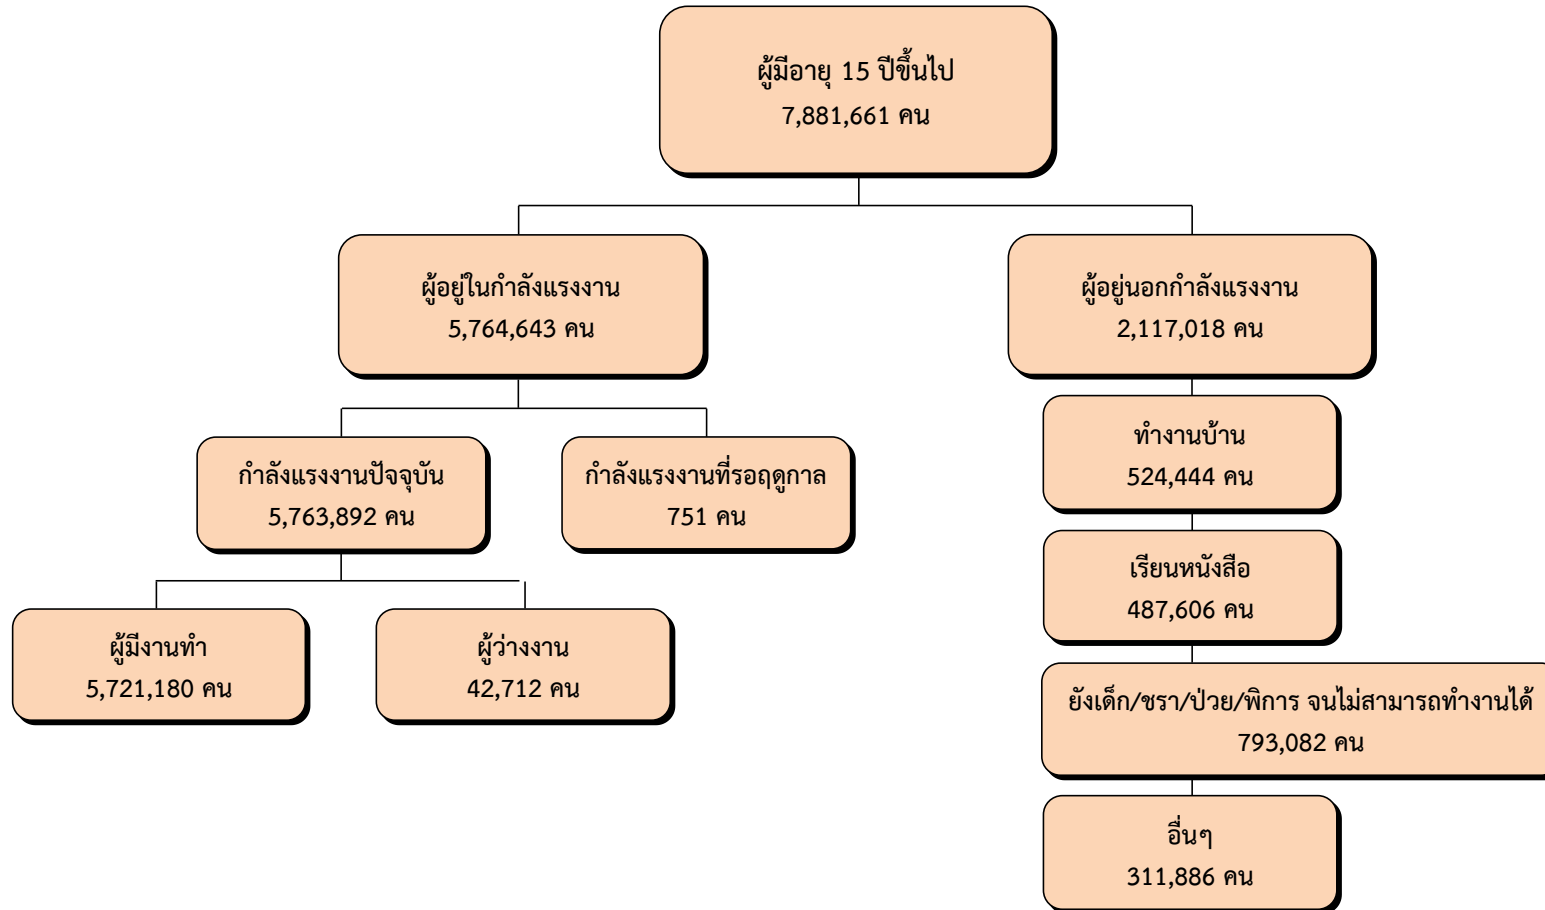 ผู้มีอายุ 15 ปีขึ้นไป
7,881,661 คน
ผู้อยู่ในกำลังแรงงาน
5,764,643 คน
ผู้อยู่นอกกำลังแรงงาน
2,117,018 คน
กำลังแรงงานปัจจุบัน
5,763,892 คน
กำลังแรงงานที่รอฤดูกาล
751 คน
ผู้มีงานทำ
5,721,180 คน
ผู้ว่างงาน
42,712 คน
ทำงานบ้าน
524,444 คน
เรียนหนังสือ
487,606 คน
ยังเด็ก/ชรา/ป่วย/พิการ จนไม่สามารถทำงานได้
793,082 คน
อื่นๆ
311,886 คน